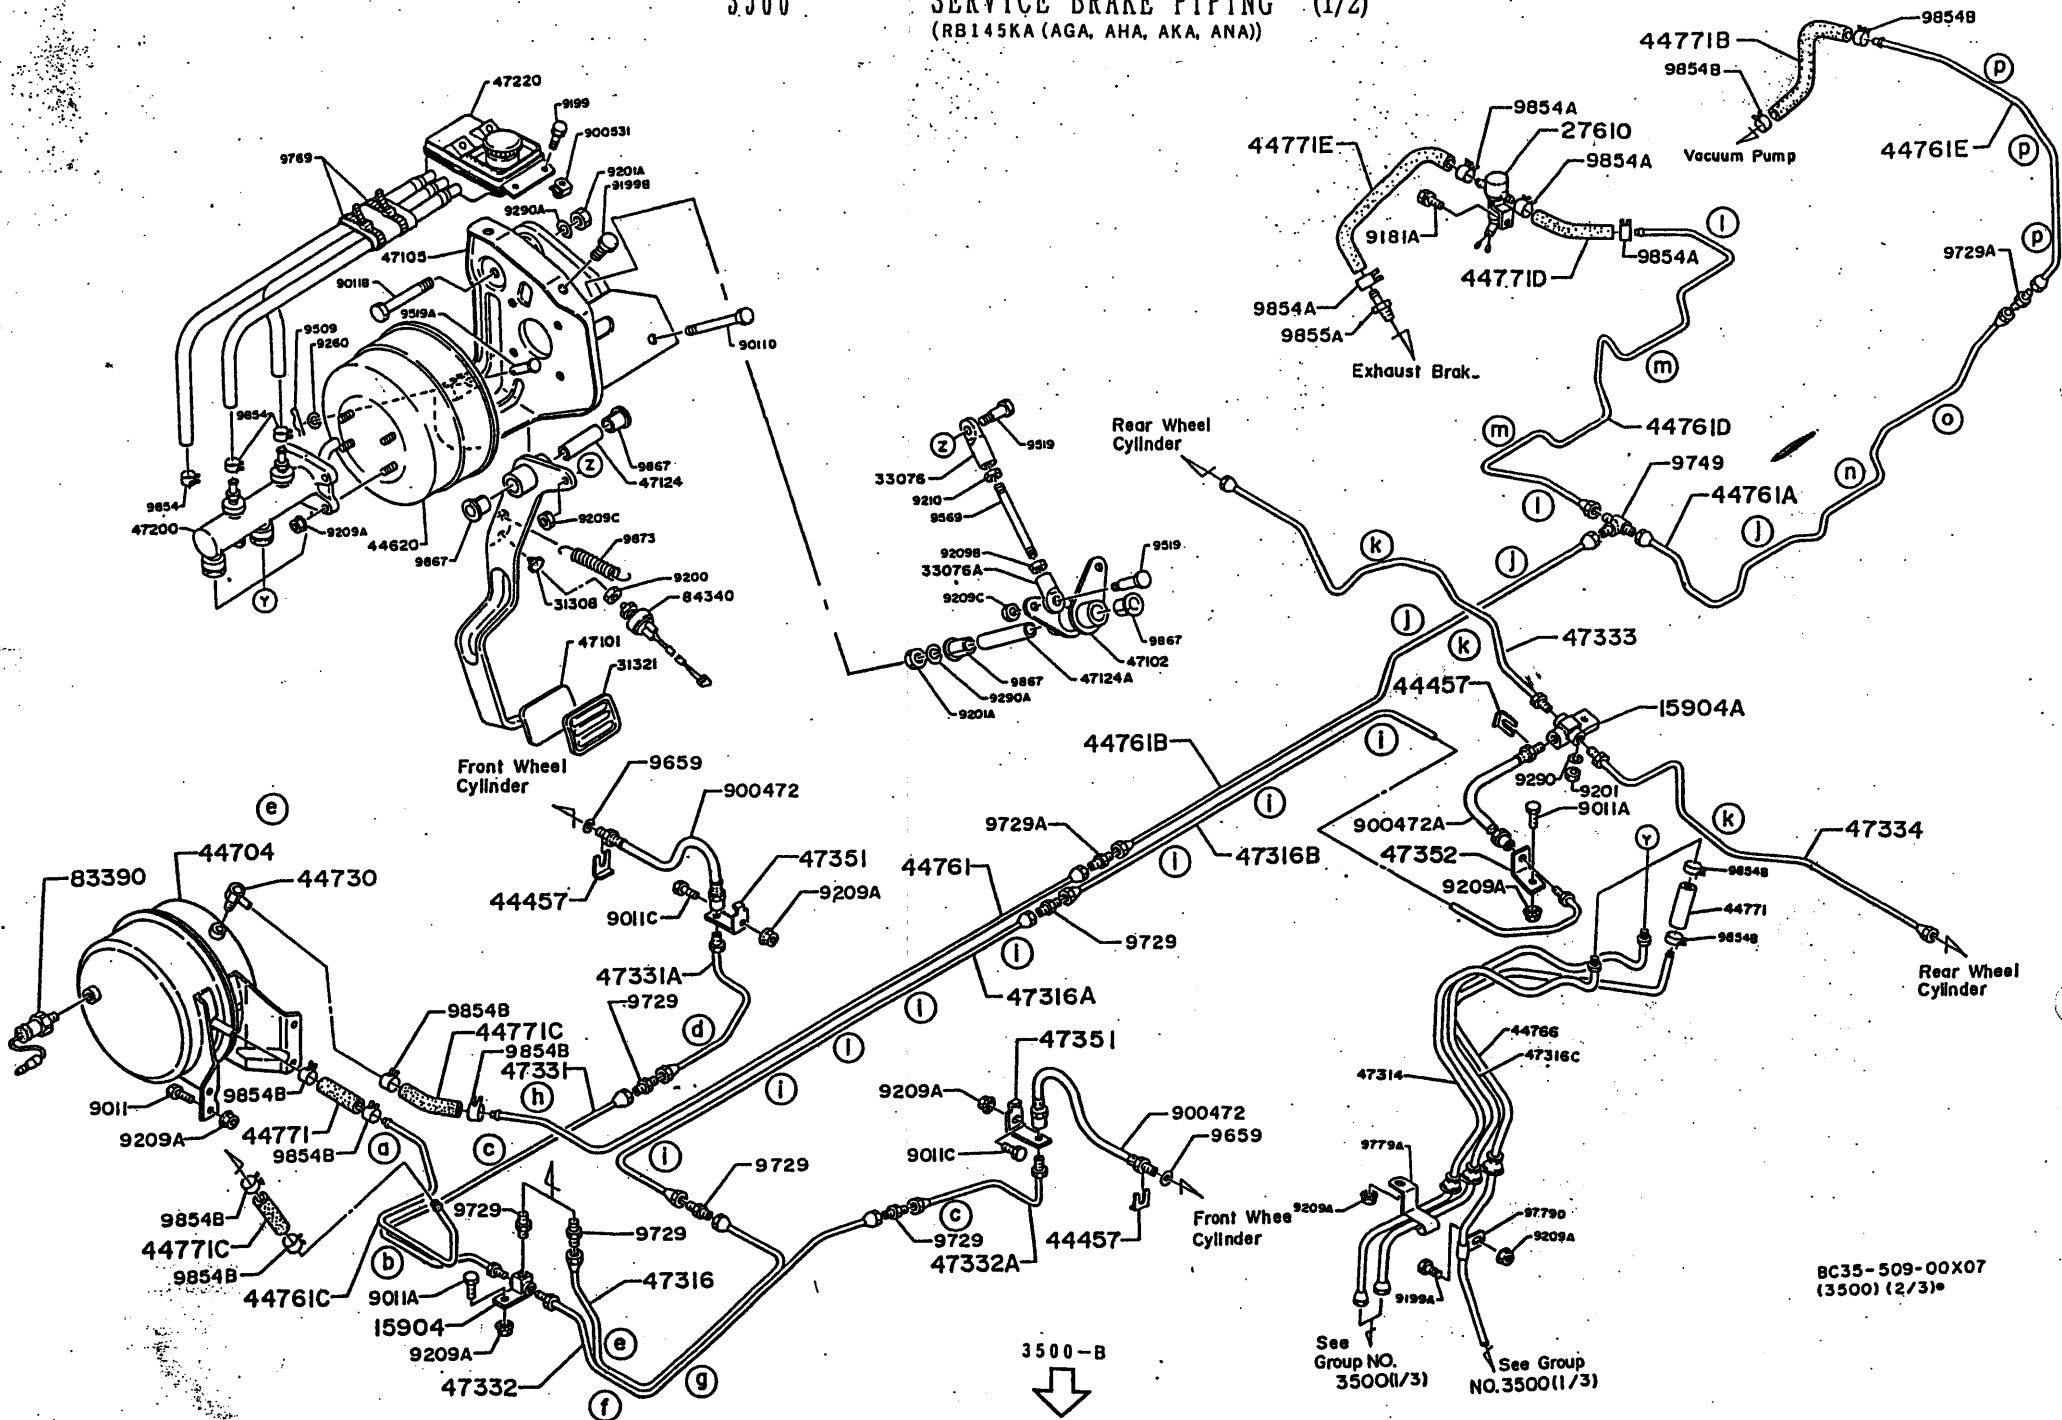 3500 SERVICE BRAKE PIPING (1/2)
(RB145KA (AGA, AHA, AKA, ANA))
47220
9199
900531
9769
9201A
9199B
9290A
47105
9011B
9519A
9509
9260
9011D
9854
9854
47200
9209A
44620
9867
47124
z
9867
9209C
9873
9200
31308
84340
47101
31321
Y
z
9519
33076
9210
9569
9209B
33076A
9519
9209C
9867
47102
47124A
9867
9290A
9201A
44771B
9854B
9854B
Vacuum Pump
44761E
p
p
p
9729A
9854A
27610
9854A
44771E
9181A
9854A
44771D
9854A
9855A
Exhaust Brak
l
m
m
44761D
l
9749
44761A
o
n
j
j
j
Rear Wheel
Cylinder
k
k
47333
44457
15904A
9290
9201
9011A
900472A
47352
9209A
k
47334
Y
9854B
44771
9854B
Rear Wheel
Cylinder
i
i
i
44761B
9729A
47316B
44761
9729
47316A
i
i
i
i
i
Front Wheel
Cylinder
9659
900472
44457
47351
9011C
9209A
47331A
9729
d
e
44704
83390
44730
9854B
44771C
9854B
47331
h
9854B
9011
9209A
44771
9854B
a
c
9854B
44771C
9854B
b
44761C
9729
9729
47316
9011A
15904
9209A
47332
e
f
g
9729
9729
c
47332A
47351
9209A
9011C
900472
9659
44457
Front Whee
Cylinder
44766
47316C
47314
9779A
9209A
9779D
9209A
9199A
See
Group NO.
3500(1/3)
See Group
NO.3500(1/3)
3500-B
BC35-509-00X07
(3500) (2/3)